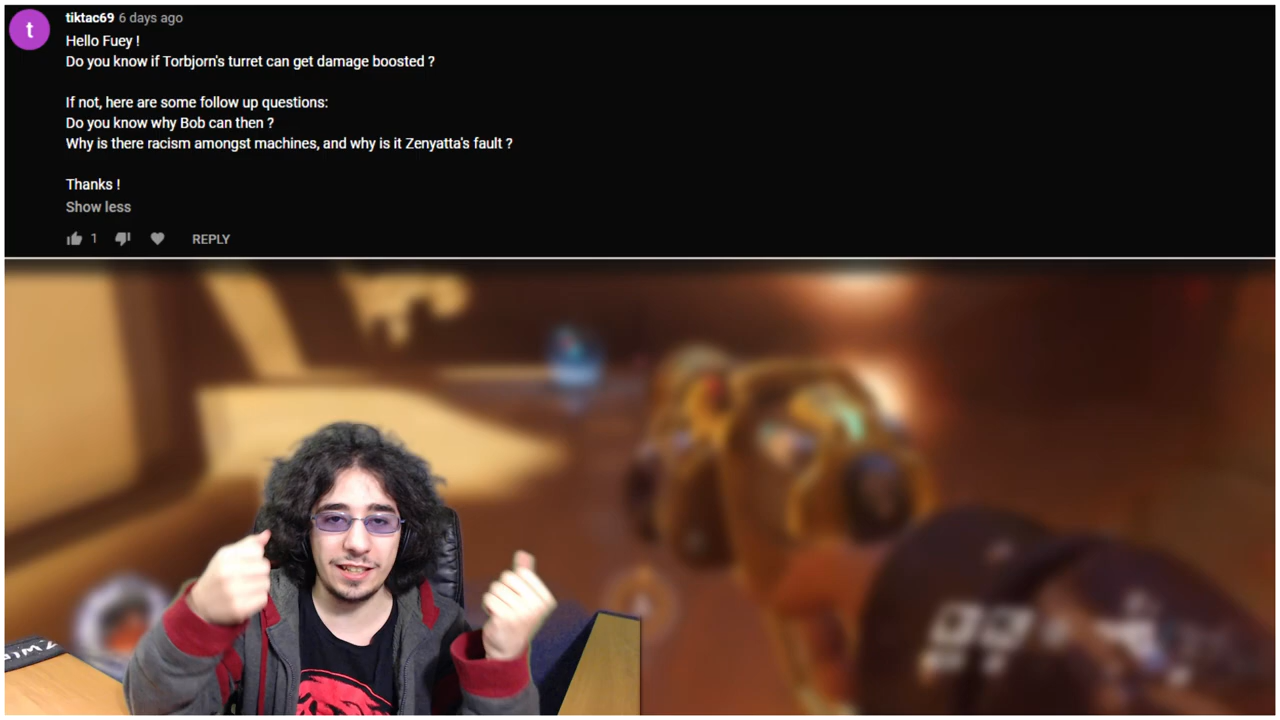 t
tiktac69 6 days ago
Hello Fuey !
Do you know if Torbjorn's turret can get damage boosted ?
If not, here are some follow up questions:
Do you know why Bob can then ?
Why is there racism amongst machines, and why is it Zenyatta's fault ?
Thanks !
Show less
1 REPLY